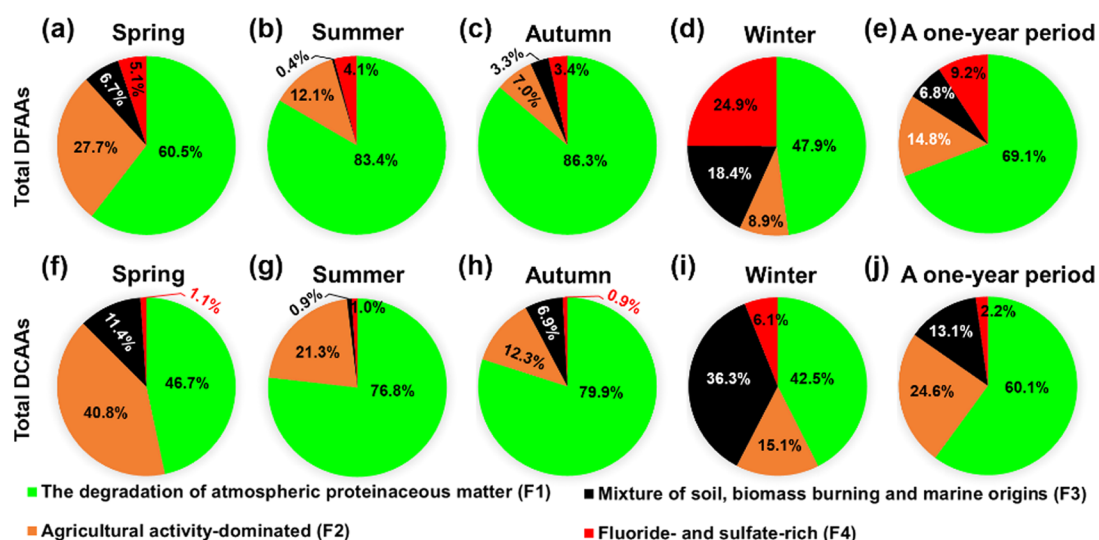 (a) Spring
(b) Summer
(c) Autumn
(d) Winter
(e) A one-year period
Total DFAAs
5.1%
6.7%
27.7%
60.5%
0.4%
4.1%
12.1%
83.4%
3.3%
3.4%
7.0%
86.3%
24.9%
47.9%
18.4%
8.9%
9.2%
6.8%
14.8%
69.1%
(f) Spring
(g) Summer
(h) Autumn
(i) Winter
(j) A one-year period
Total DCAAs
1.1%
11.4%
46.7%
40.8%
0.9%
1.0%
21.3%
76.8%
0.9%
6.9%
12.3%
79.9%
6.1%
36.3%
42.5%
15.1%
2.2%
13.1%
24.6%
60.1%
The degradation of atmospheric proteinaceous matter (F1)
Mixture of soil, biomass burning and marine origins (F3)
Agricultural activity-dominated (F2)
Fluoride- and sulfate-rich (F4)